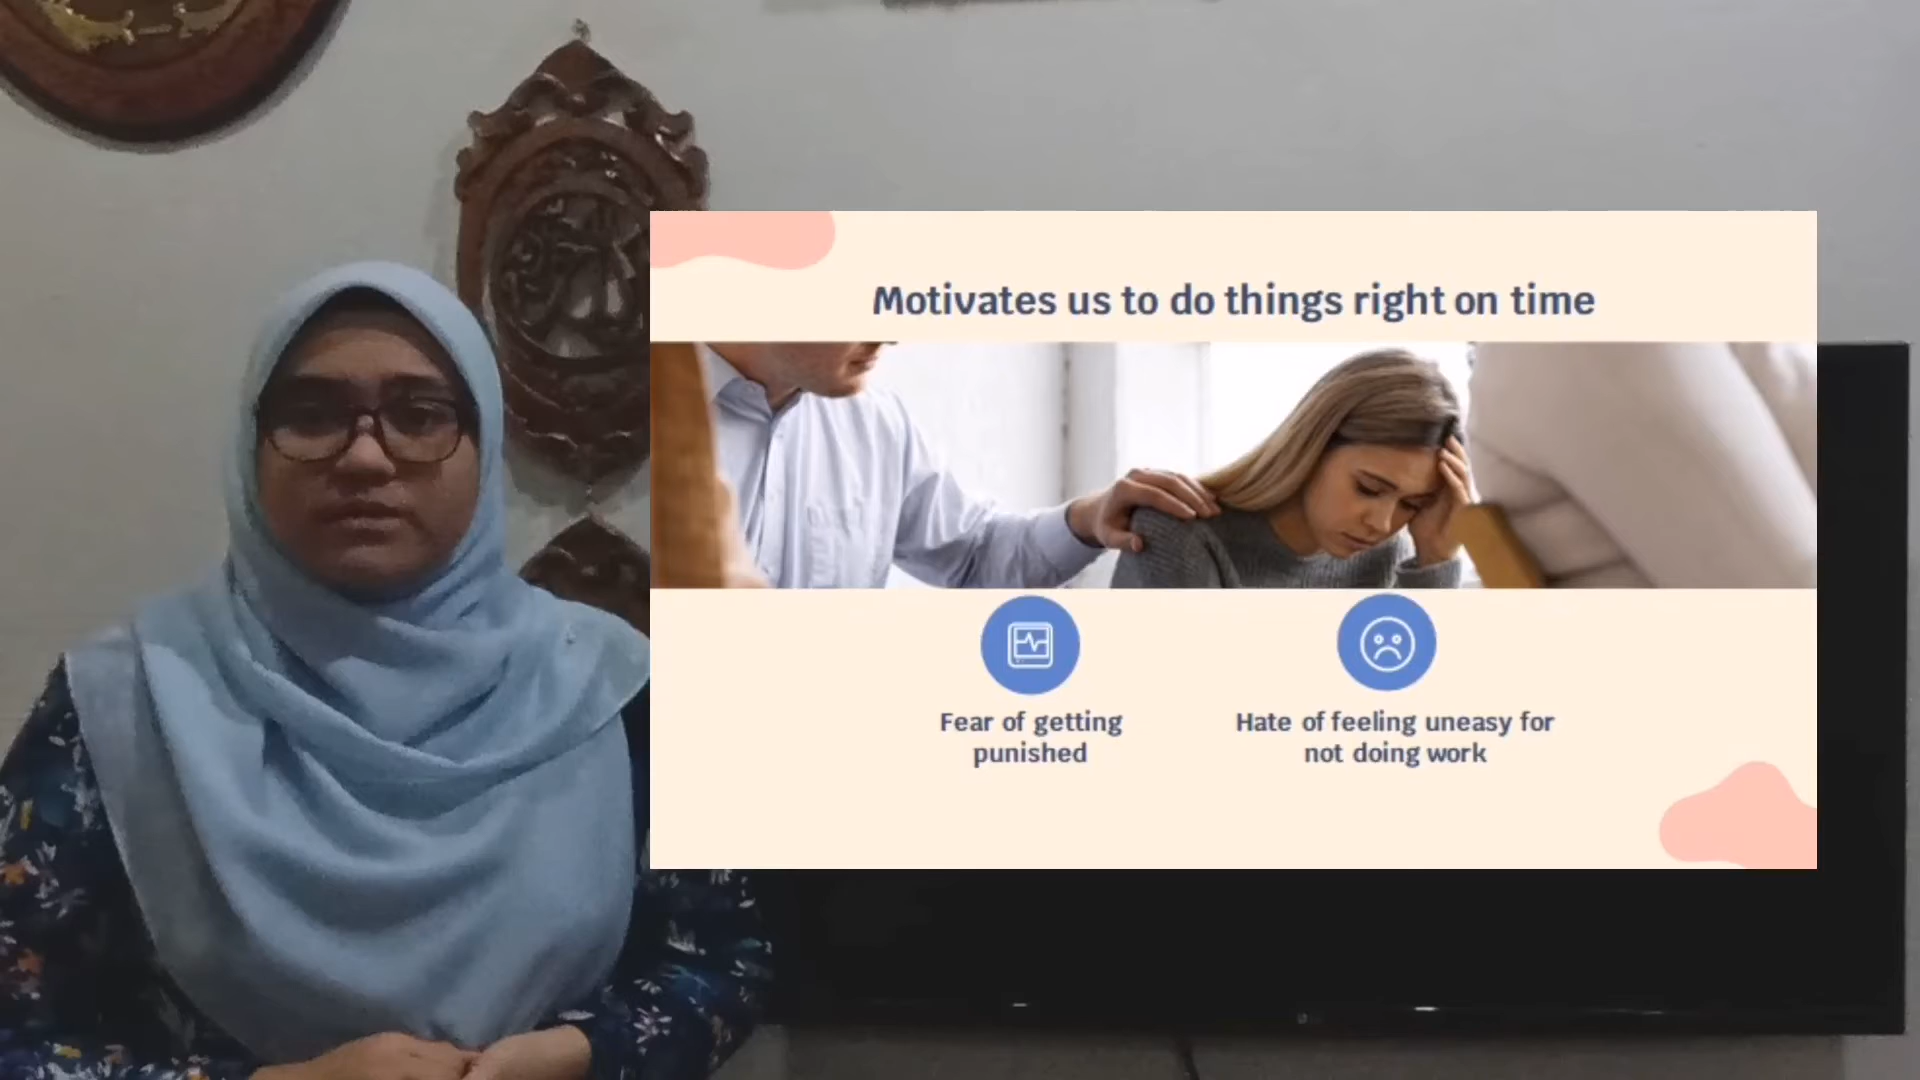 Motivates us to do things right on time
Fear of getting
punished
Hate of feeling uneasy for
not doing work